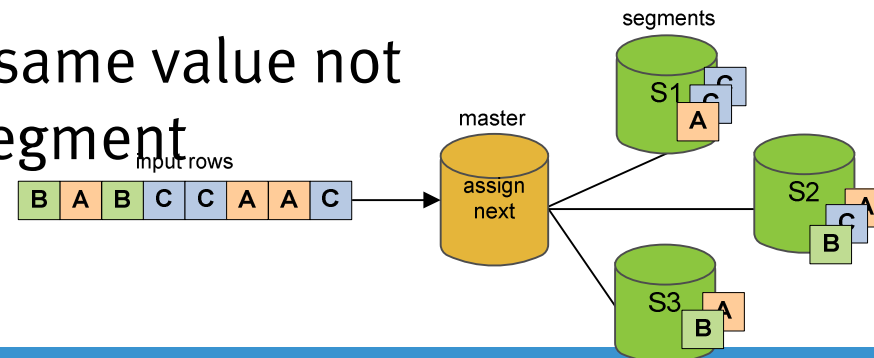 same value not
egment
input rows
B A B C C A A C
master
assign
next
segments
S1
C
C
A
S2
A
C
B
S3
A
B